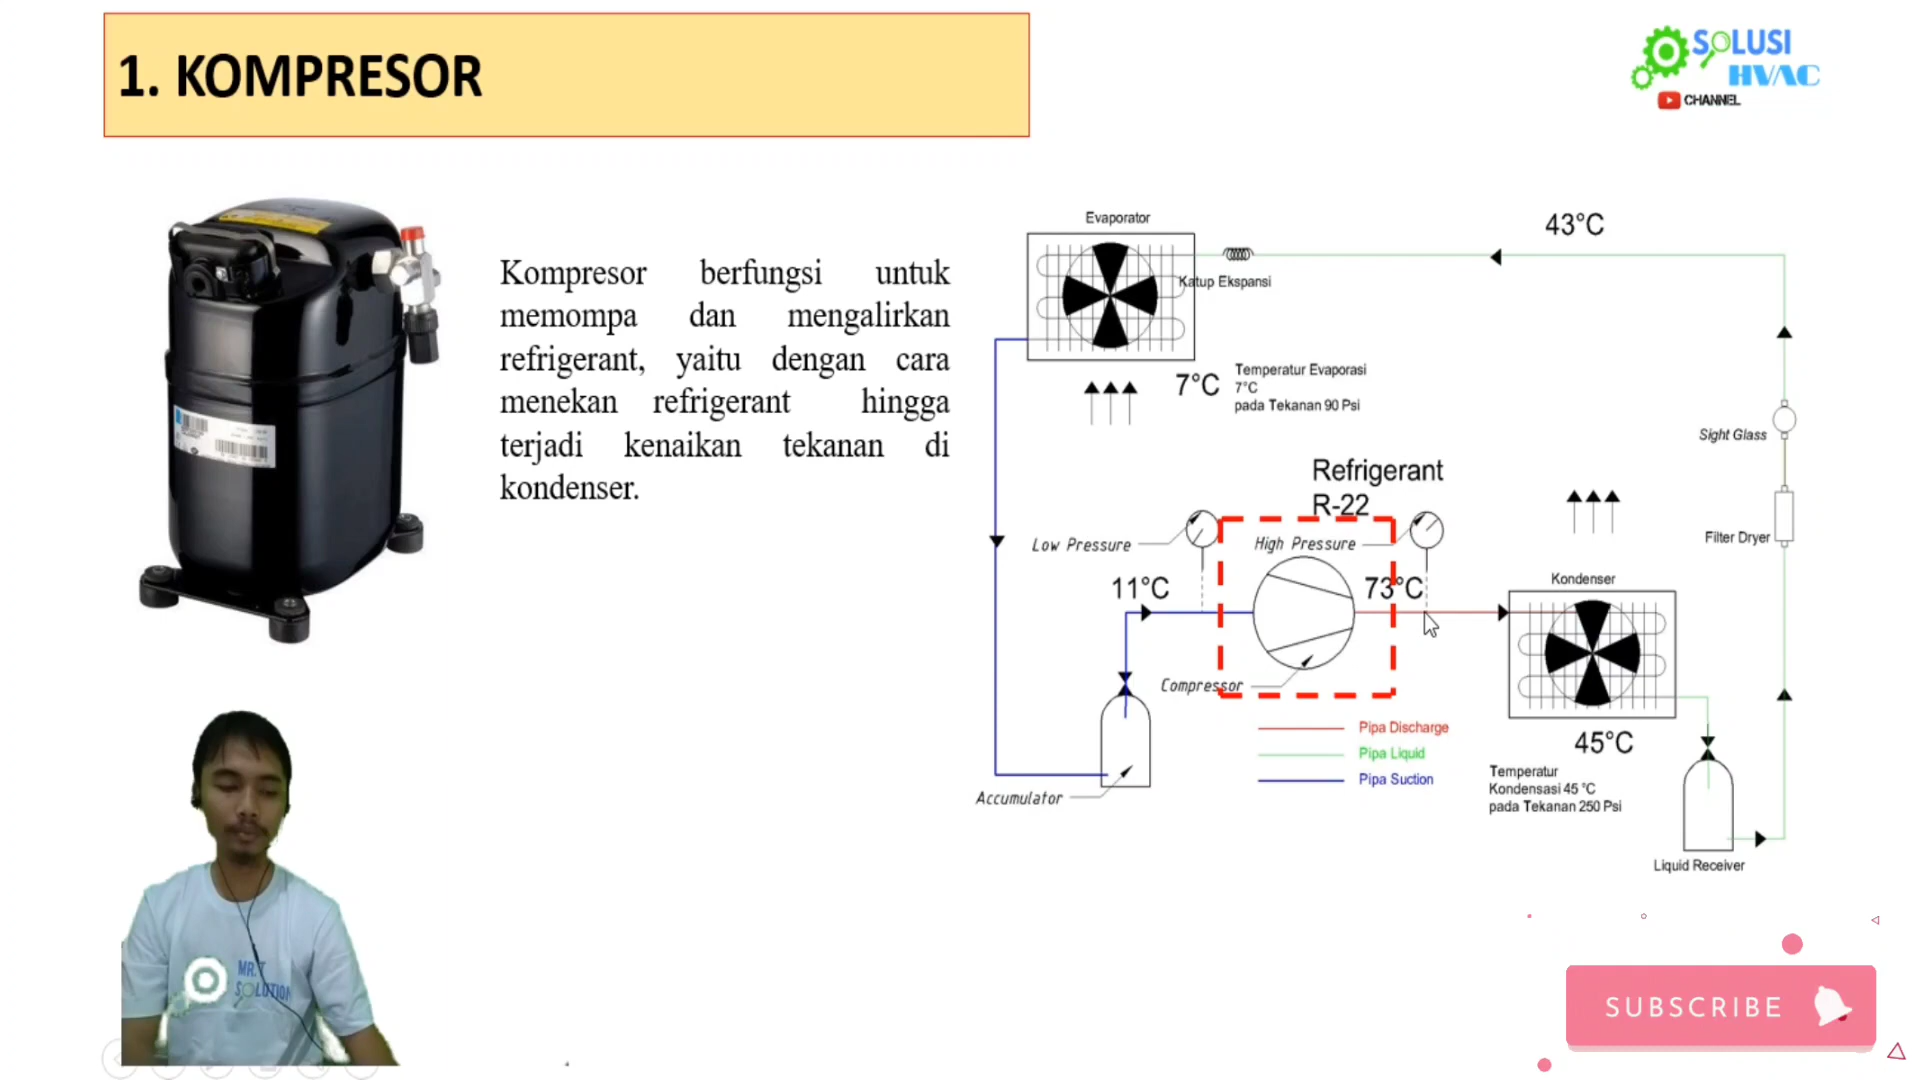 1. KOMPRESOR
SOLUSI
HVAC
CHANNEL
Kompresor berfungsi untuk
memompa dan mengalirkan
refrigerant, yaitu dengan cara
menekan refrigerant hingga
terjadi kenaikan tekanan di
kondenser.
Evaporator
43°C
Katup Ekspansi
7°C
Temperatur Evaporasi
7°C
pada Tekanan 90 Psi
Sight Glass
Refrigerant
R-22
Low Pressure
High Pressure
Filter Dryer
11°C
73°C
Kondenser
Compressor
Pipa Discharge
Pipa Liquid
Pipa Suction
45°C
Temperatur
Kondensasi 45 °C
pada Tekanan 250 Psi
Accumulator
Liquid Receiver
MR.T
SOLUTION
SUBSCRIBE